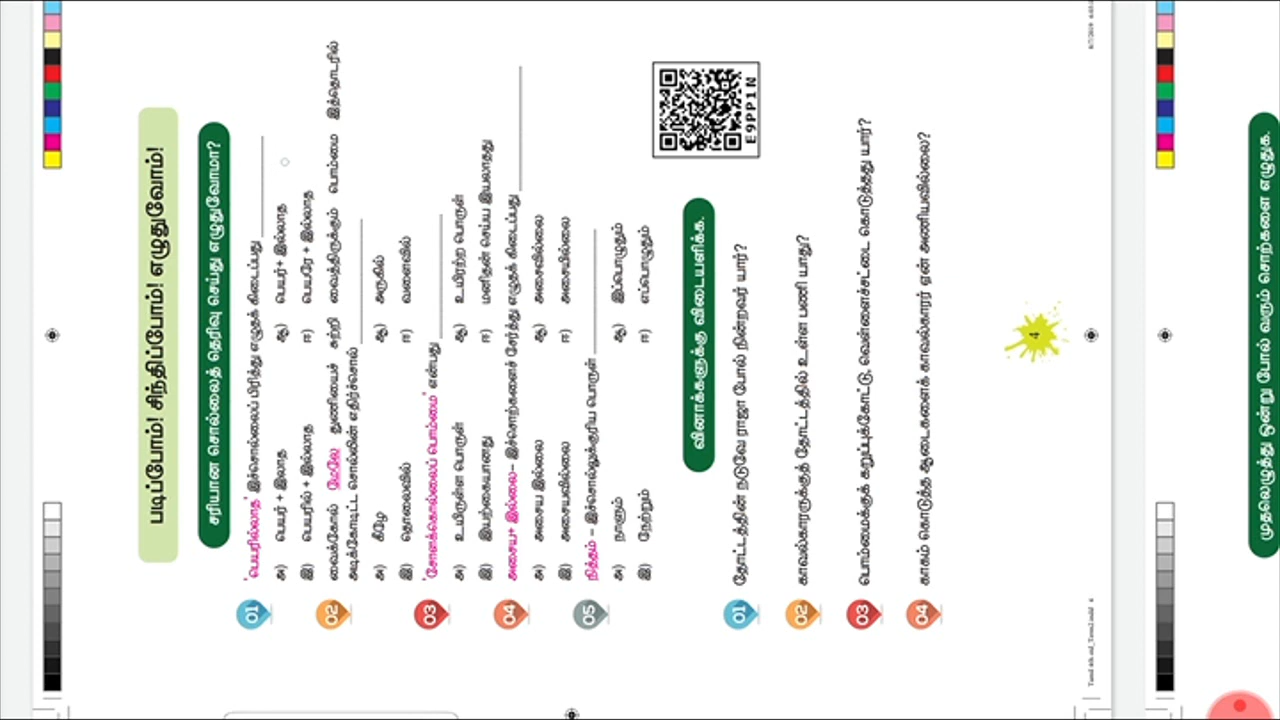 படிப்போம்! சிந்திப்போம்! எழுதுவோம்!
சரியான சொல்லைத் தெரிவு செய்து எழுதுவோமா?
01 ‘பெயரில்லாத’ இச்சொல்லைப் பிரித்து எழுதக் கிடைப்பது
அ) பெயர் + இலாத ஆ) பெயர்+ இல்லாத
இ) பெயரில் + இல்லாத ஈ) பெயரே + இல்லாத
02 வைக்கோல் மேலே துணியைச் சுற்றி வைத்திருக்கும் பொம்மை இத்தொடரில்
அடிக்கோடிட்ட சொல்லின் எதிர்ச்சொல்
அ) கீழே ஆ) அருகில்
இ) தொலைவில் ஈ) வளைவில்
03 ‘சோளக்கொல்லைப் பொம்மை’ என்பது
அ) உயிருள்ள பொருள் ஆ) உயிரற்ற பொருள்
இ) இயற்கையானது ஈ) மனிதன் செய்ய இயலாதது
04 அசைய+ இல்லை– இச்சொற்களைச் சேர்த்து எழுதக் கிடைப்பது
அ) அசைய இல்லை ஆ) அசைவில்லை
இ) அசையவில்லை ஈ) அசையில்லை
05 நித்தம் – இச்சொல்லுக்குரிய பொருள்
அ) நாளும் ஆ) இப்பொழுதும்
இ) நேற்றும் ஈ) எப்பொழுதும்
E9PP1N
வினாக்களுக்கு விடையளிக்க.
01 தோட்டத்தின் நடுவே ராஜா போல் நின்றவர் யார்?
02 காவல்காரருக்குத் தோட்டத்தில் உள்ள பணி யாது?
03 பொம்மைக்குக் கறுப்புக்கோட்டு, வெள்ளைச்சட்டை கொடுத்தது யார்?
04 காகம் கொடுத்த ஆடைகளைக் காவல்காரர் ஏன் அணியவில்லை?
4
முதலெழுத்து ஒன்று போல் வரும் சொற்களை எழுதுக.